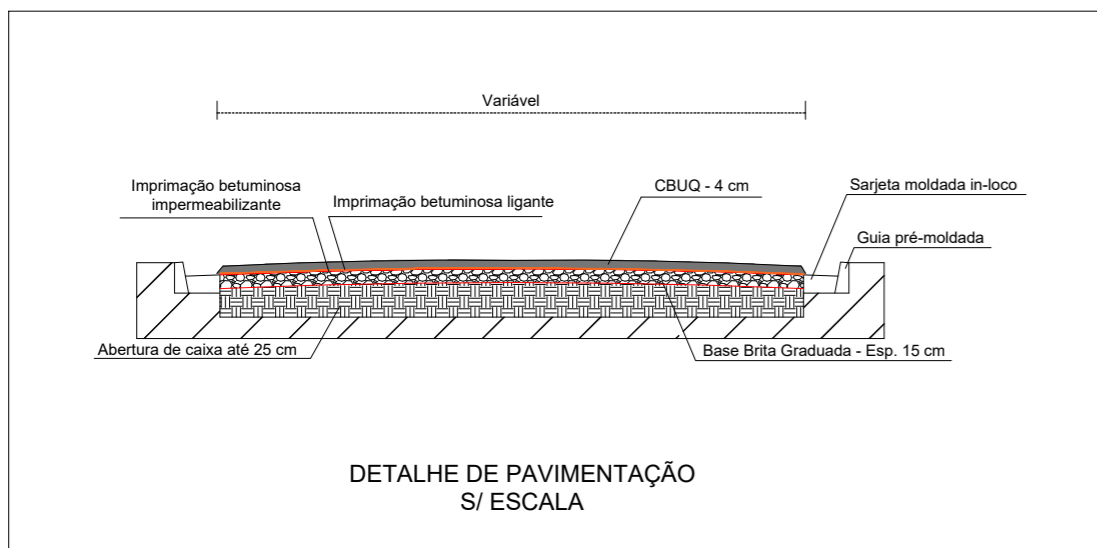 Variável
Imprimação betuminosa
impermeabilizante
Imprimação betuminosa ligante
CBUQ - 4 cm
Sarjeta moldada in-loco
Guia pré-moldada
Abertura de caixa até 25 cm
Base Brita Graduada - Esp. 15 cm
DETALHE DE PAVIMENTAÇÃO
S/ ESCALA